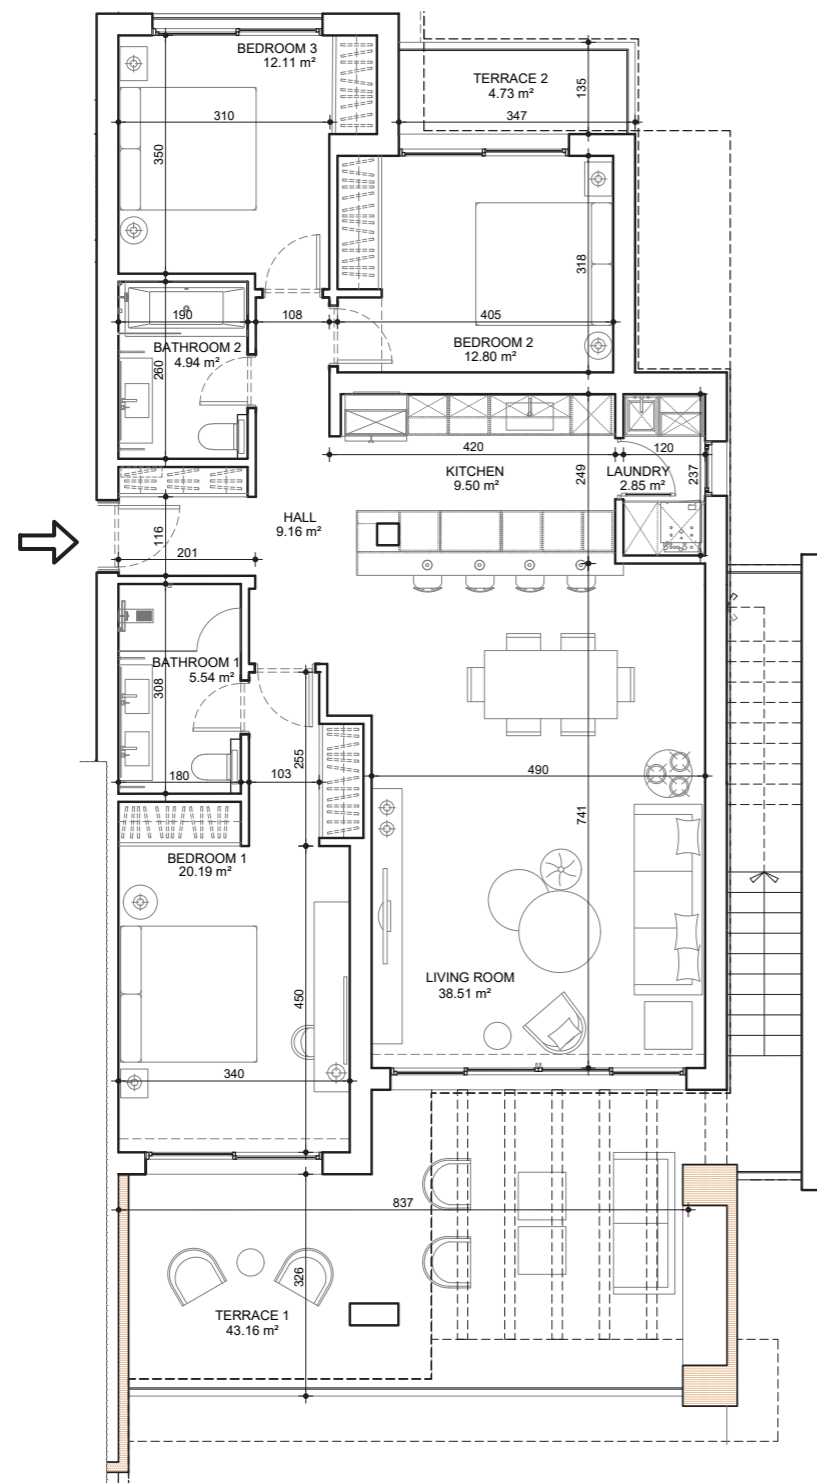 BEDROOM 3
12.11 m²
TERRACE 2
4.73 m²
135
310
347
350
318
190
108
405
BATHROOM 2
4.94 m²
BEDROOM 2
12.80 m²
260
420
120
KITCHEN
9.50 m²
249
LAUNDRY
2.85 m²
237
HALL
9.16 m²
116
201
BATHROOM 1
5.54 m²
308
255
180
103
490
741
BEDROOM 1
20.19 m²
LIVING ROOM
38.51 m²
450
340
837
326
TERRACE 1
43.16 m²